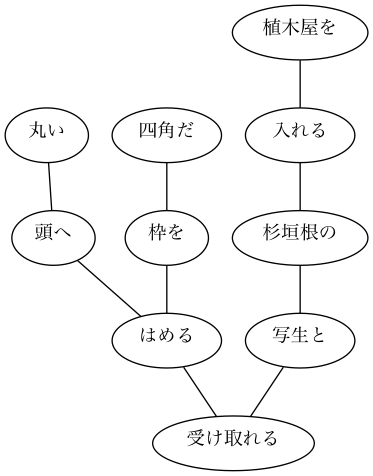 植木屋を
丸い
四角だ
入れる
頭へ
枠を
杉垣根の
はめる
写生と
受け取れる